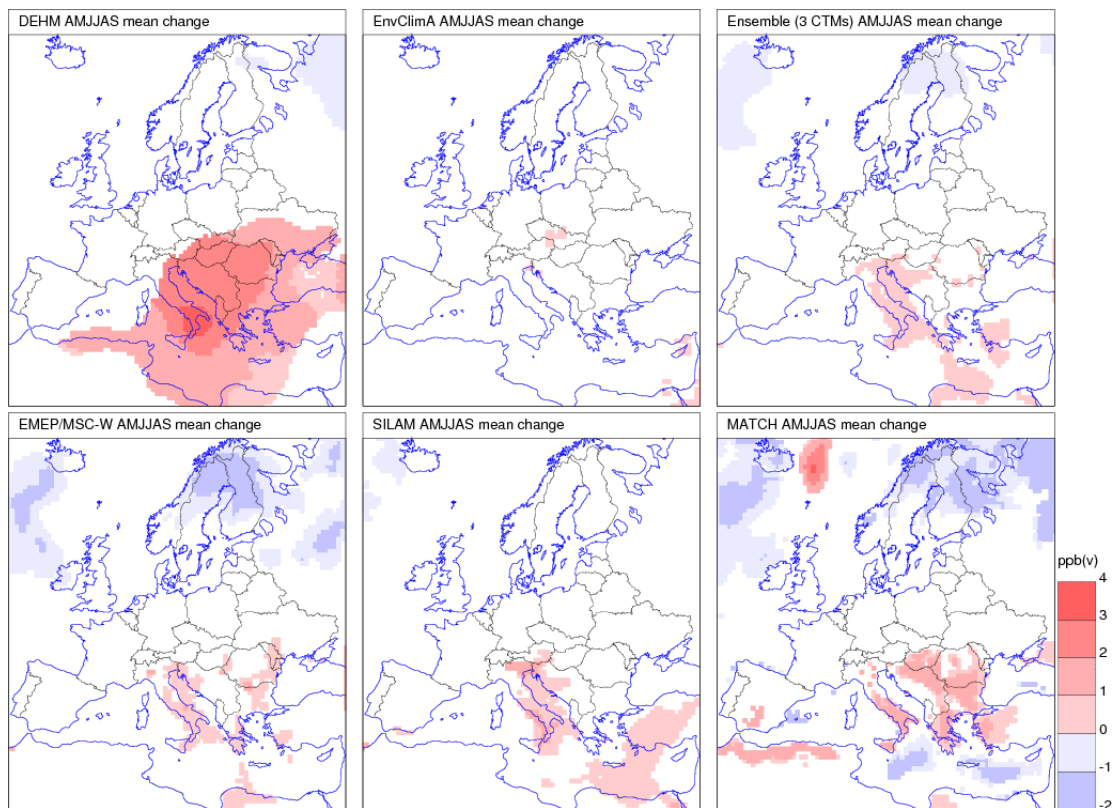 DEHM AMJJAS mean change
EnvClimA AMJJAS mean change
Ensemble (3 CTMs) AMJJAS mean change
EMEP/MSC-W AMJJAS mean change
SILAM AMJJAS mean change
MATCH AMJJAS mean change
ppb(v)
4
3
2
1
0
-1
-2